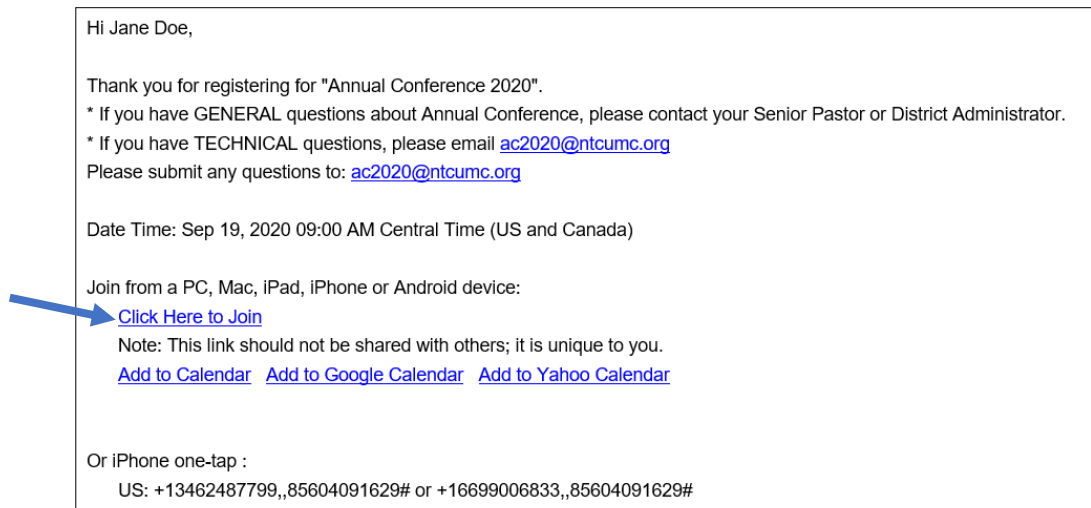 Hi Jane Doe,
Thank you for registering for "Annual Conference 2020".
* If you have GENERAL questions about Annual Conference, please contact your Senior Pastor or District Administrator.
* If you have TECHNICAL questions, please email ac2020@ntcumc.org
Please submit any questions to: ac2020@ntcumc.org
Date Time: Sep 19, 2020 09:00 AM Central Time (US and Canada)
Join from a PC, Mac, iPad, iPhone or Android device:
Click Here to Join
Note: This link should not be shared with others; it is unique to you.
Add to Calendar Add to Google Calendar Add to Yahoo Calendar
Or iPhone one-tap :
US: +13462487799,,85604091629# or +16699006833,,85604091629#